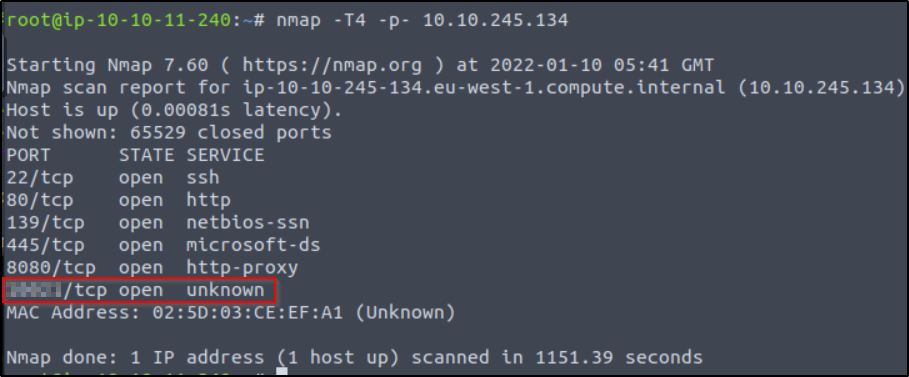 root@ip-10-10-11-240:~# nmap -T4 -p- 10.10.245.134
Starting Nmap 7.60 ( https://nmap.org ) at 2022-01-10 05:41 GMT
Nmap scan report for ip-10-10-245-134.eu-west-1.compute.internal (10.10.245.134)
Host is up (0.00081s latency).
Not shown: 65529 closed ports
PORT STATE SERVICE
22/tcp open ssh
80/tcp open http
139/tcp open netbios-ssn
445/tcp open microsoft-ds
8080/tcp open http-proxy
/tcp open unknown
MAC Address: 02:5D:03:CE:EF:A1 (Unknown)
Nmap done: 1 IP address (1 host up) scanned in 1151.39 seconds